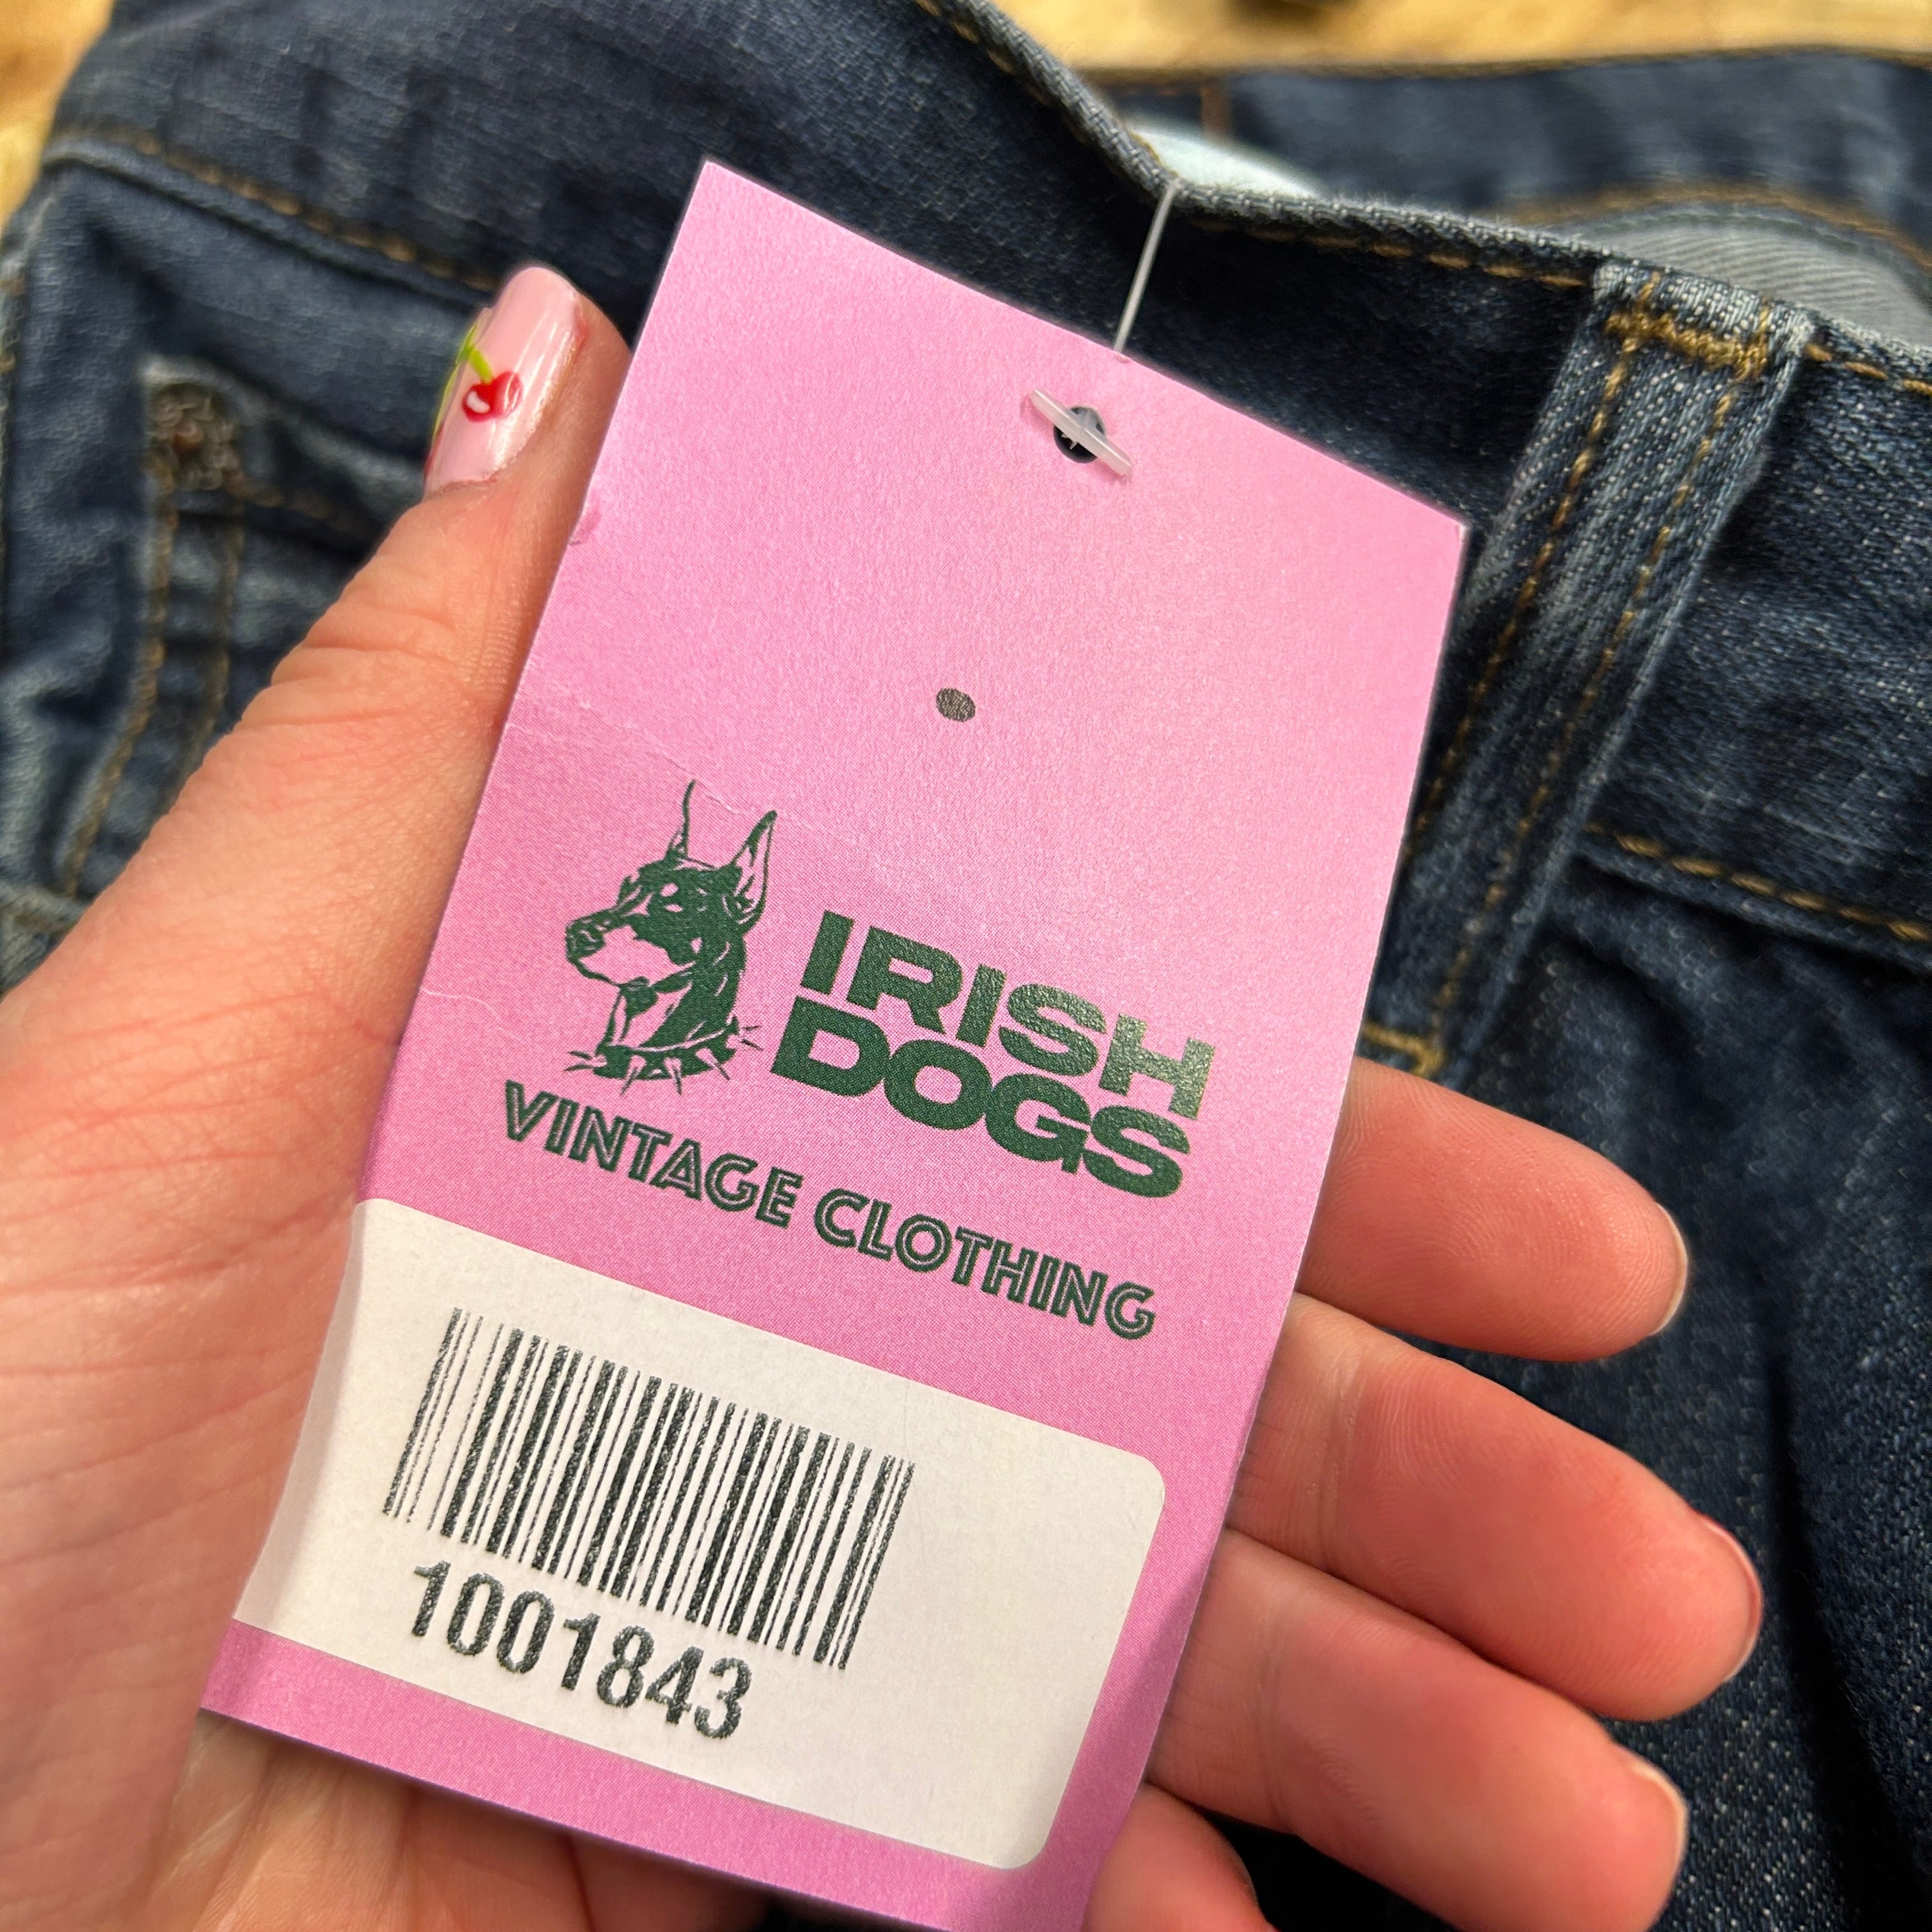 IRISH
DOGS
VINTAGE CLOTHING
1001843